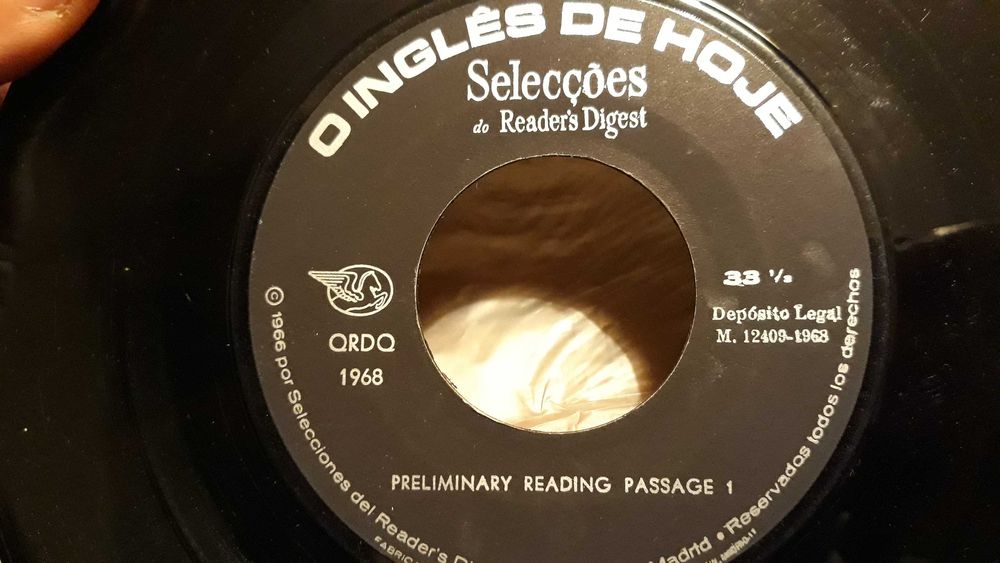 O INGLÊS DE HOJE
Selecções
do Reader's Digest
33 ⅓
Depósito Legal
M. 12409-1968
QRDQ
1968
PRELIMINARY READING PASSAGE 1
© 1966 por Selecciones del Reader's
Madrid • Reservados todos los derechos